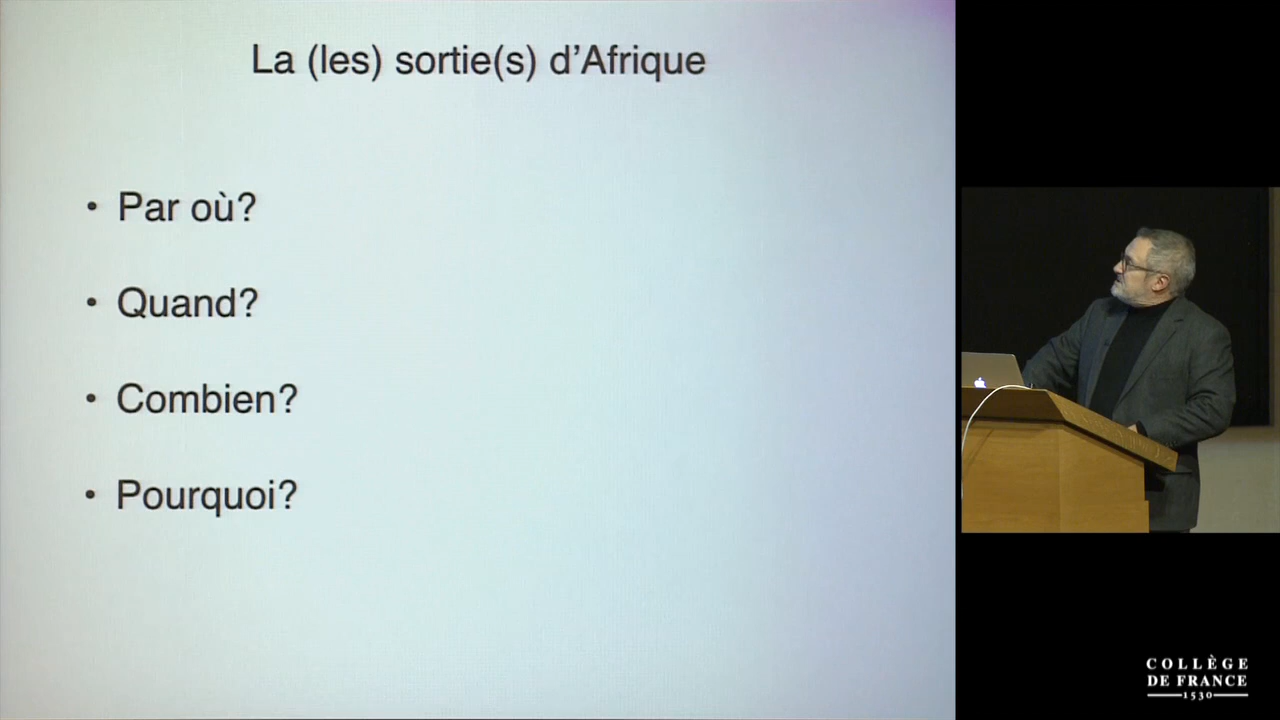 La (les) sortie(s) d'Afrique
• Par où?
• Quand?
• Combien?
• Pourquoi?
COLLÈGE
DE FRANCE
1530